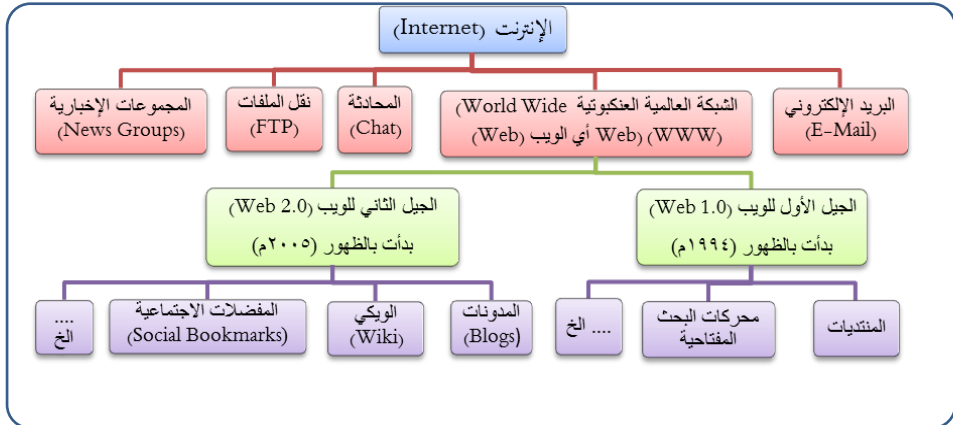 الإنترنت (Internet)
البريد الإلكتروني
(E-Mail)
الشبكة العالمية العنكبوتية (World Wide
Web) (WWW) أي الويب (Web)
المحادثة
(Chat)
نقل الملفات
(FTP)
المجموعات الإخبارية
(News Groups)
الجيل الأول للويب (Web 1.0)
بدأت بالظهور (١٩٩٤م)
الجيل الثاني للويب (Web 2.0)
بدأت بالظهور (٢٠٠٥م)
المنتديات
محركات البحث
المفتاحية
.... الخ
المدونات
(Blogs)
الويكي
(Wiki)
المفضلات الاجتماعية
(Social Bookmarks)
....
الخ